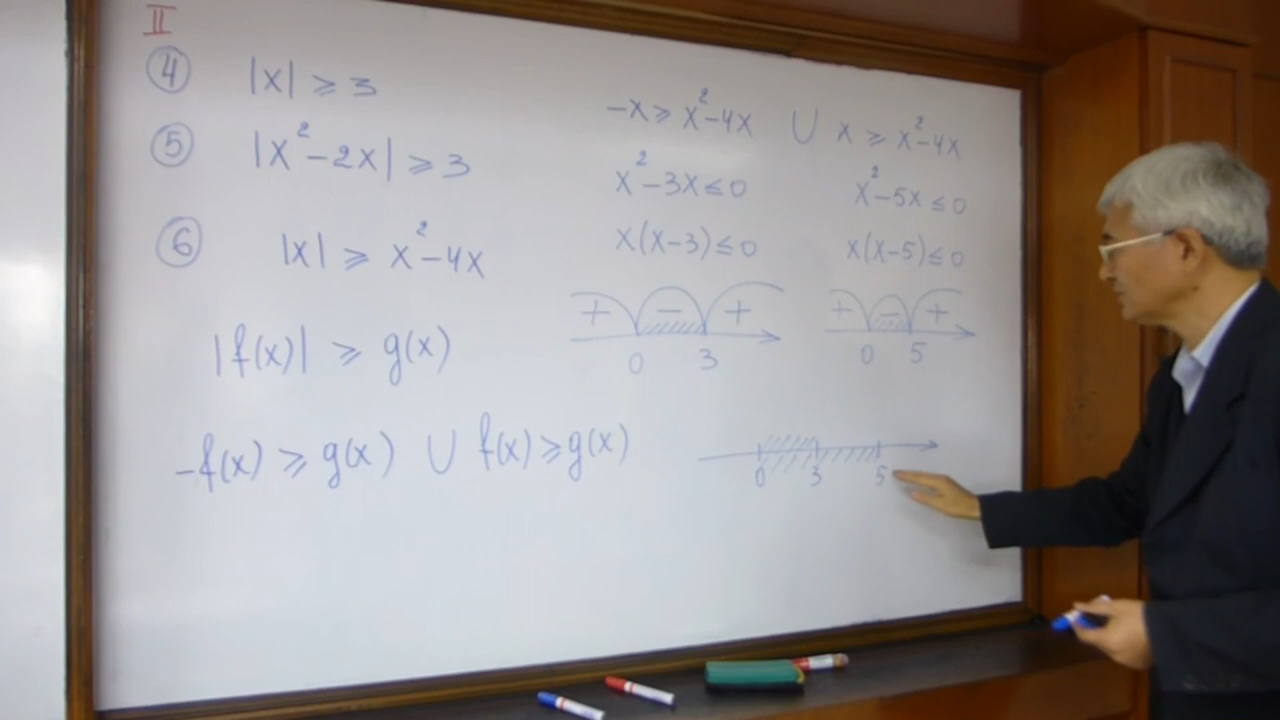 II
④ |x| ⩾ 3
⑤ |x²-2x| ⩾ 3
⑥ |x| ⩾ x²-4x
|f(x)| ⩾ g(x)
-f(x) ⩾ g(x) ∪ f(x) ⩾ g(x)
-x ⩾ x²-4x ∪ x ⩾ x²-4x
x²-3x ≤ 0
x(x-3) ≤ 0
+ - +
0 3
x²-5x ≤ 0
x(x-5) ≤ 0
+ - +
0 5
0 3 5